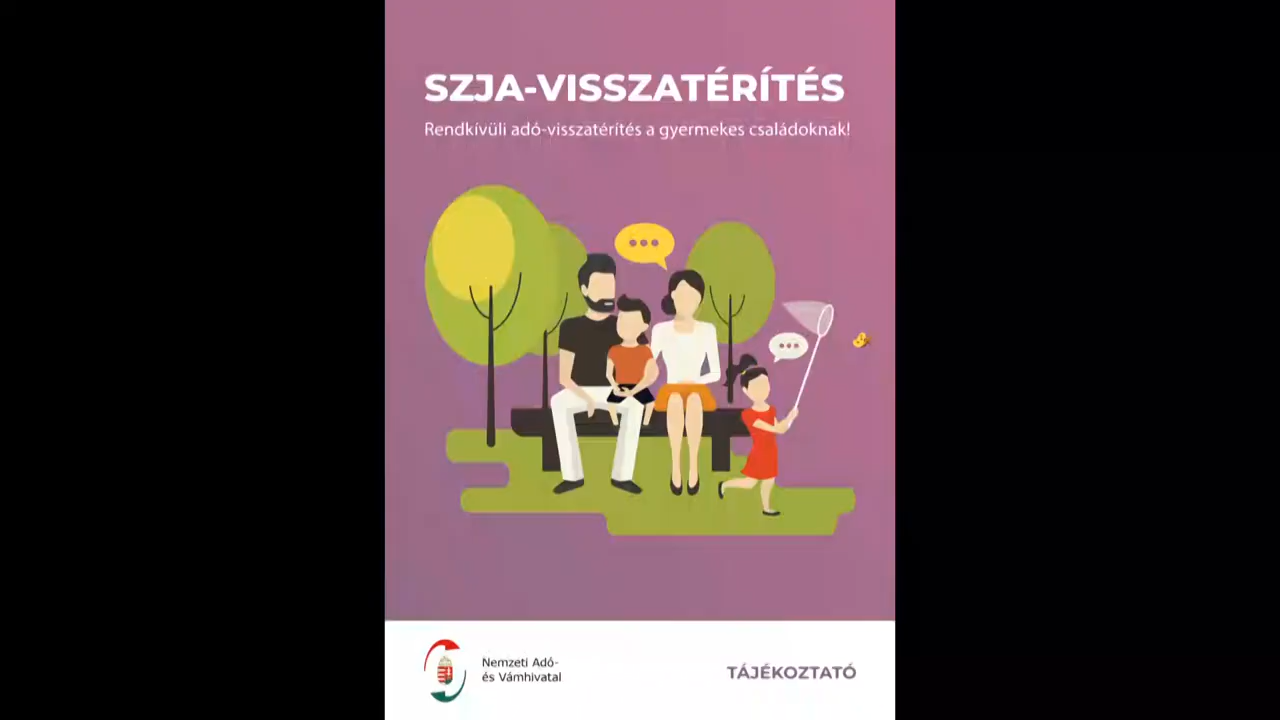 SZJA-VISSZATÉRÍTÉS
Rendkívüli adó-visszatérítés a gyermekes családoknak!
Nemzeti Adó-
és Vámhivatal
TÁJÉKOZTATÓ